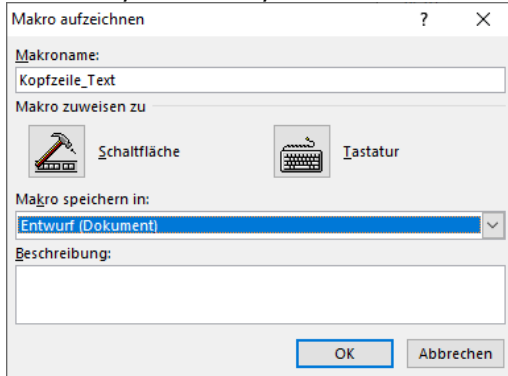 Makro aufzeichnen ? ×
Makroname:
Kopfzeile_Text
Makro zuweisen zu
Schaltfläche Tastatur
Makro speichern in:
Entwurf (Dokument)
Beschreibung:
OK Abbrechen